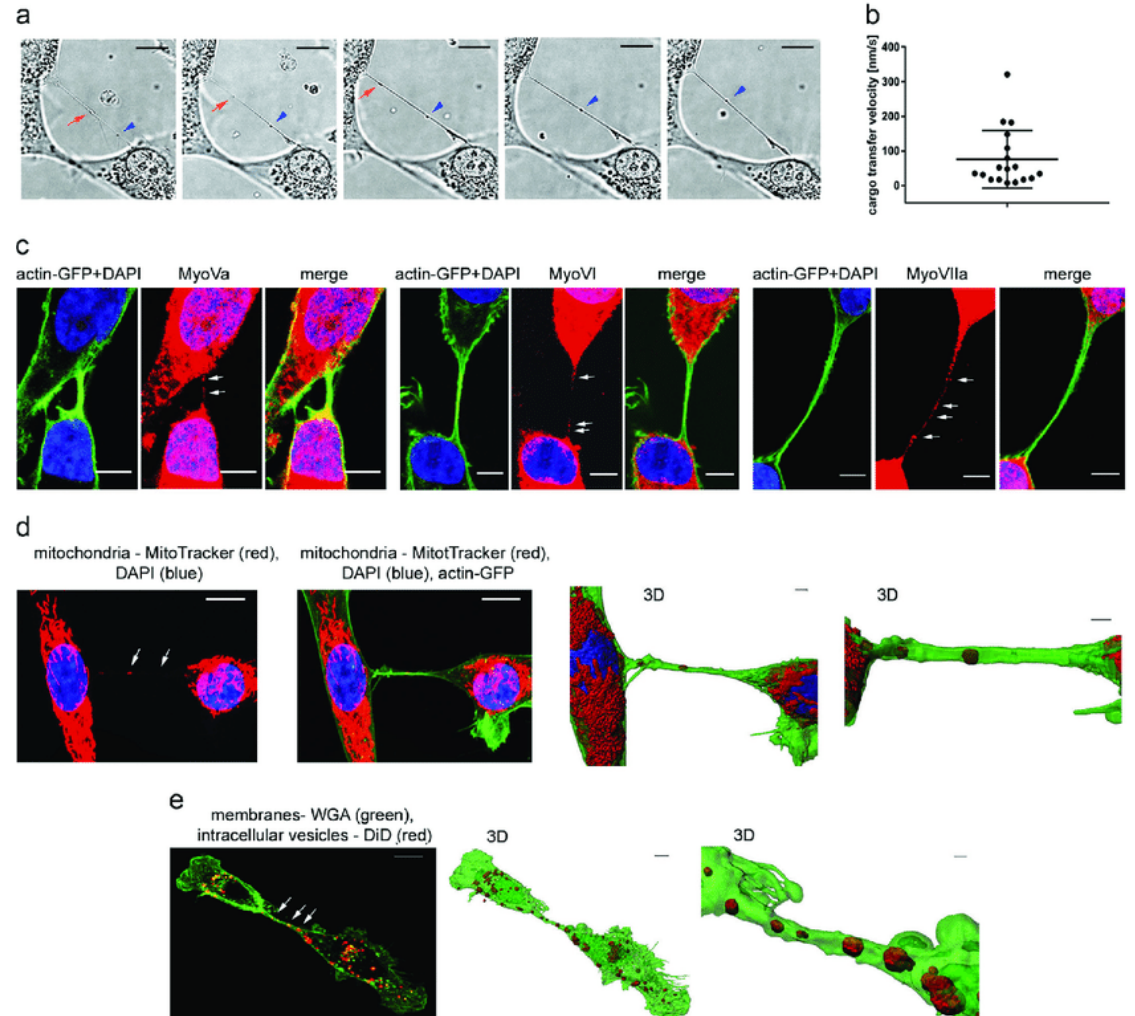 a
b
cargo transfer velocity [nm/s]
400
300
200
100
0
c
actin-GFP+DAPI MyoVa merge actin-GFP+DAPI MyoVI merge actin-GFP+DAPI MyoVIIa merge
d
mitochondria - MitoTracker (red),
DAPI (blue)
mitochondria - MitotTracker (red),
DAPI (blue), actin-GFP
3D
3D
e
membranes- WGA (green),
intracellular vesicles - DiD (red)
3D
3D